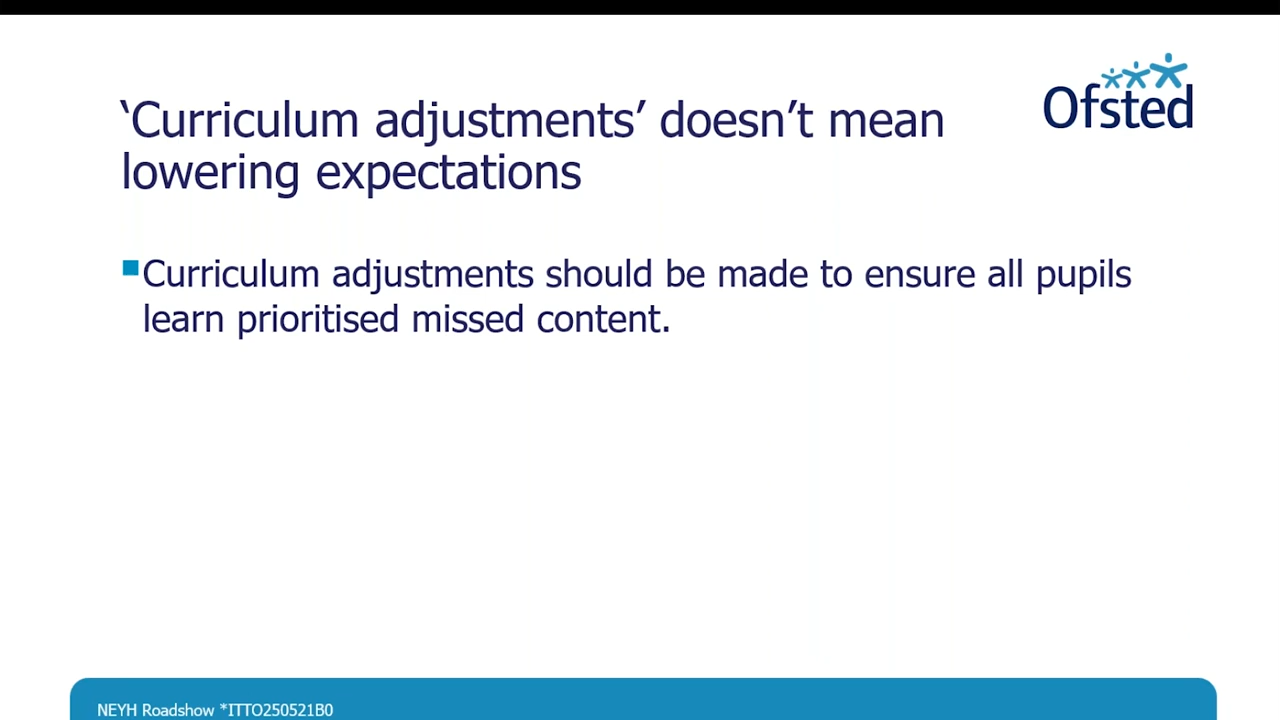 Ofsted
‘Curriculum adjustments’ doesn’t mean
lowering expectations
Curriculum adjustments should be made to ensure all pupils
learn prioritised missed content.
NEYH Roadshow *ITTO250521B0